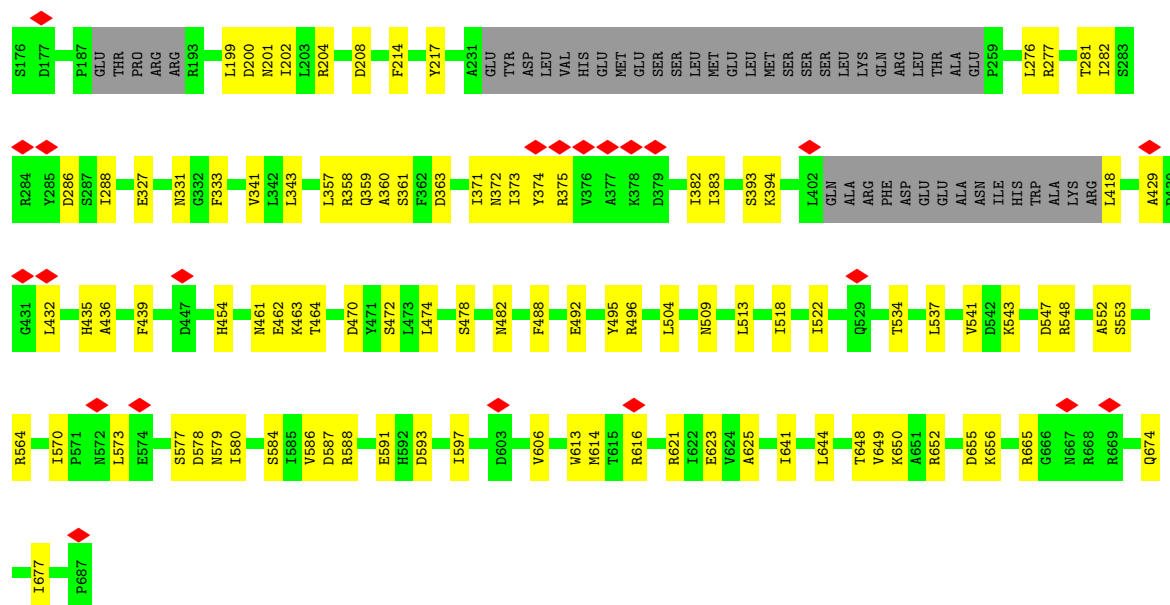 S176 D177 P187 GLU THR PRO ARG ARG R193 L199 D200 N201 I202 L203 R204 D208 F214 Y217 A231 GLU TYR ASP LEU VAL HIS GLU MET GLU SER SER LEU MET GLU LEU MET SER SER SER LEU LYS GLN ARG LEU THR ALA GLU P259 L276 R277 T281 I282 S283
R284 Y285 D286 S287 I288 E327 N331 G332 F333 V341 L342 L343 L357 R358 Q359 A360 S361 F362 D363 I371 N372 I373 Y374 R375 V376 A377 K378 D379 I382 I383 S393 K394 L402 GLN ALA ARG PHE ASP GLU GLU ALA ASN ILE HIS TRP ALA LYS ARG L418 A429
G431 L432 H435 A436 F439 D447 H454 N461 E462 K463 T464 D470 Y471 S472 L473 L474 S478 N482 F488 E492 Y495 R496 L504 N509 L513 I518 I522 Q529 T534 L537 V541 D542 K543 D547 R548 A552 S553
R564 I570 P571 N572 L573 E574 S577 D578 N579 I580 S584 I585 V586 D587 R588 E591 H592 D593 I597 D603 V606 W613 M614 T615 R616 R621 I622 E623 V624 A625 I641 L644 T648 V649 K650 A651 R652 D655 K656 R665 G666 N667 R668 R669 Q674
I677 P687